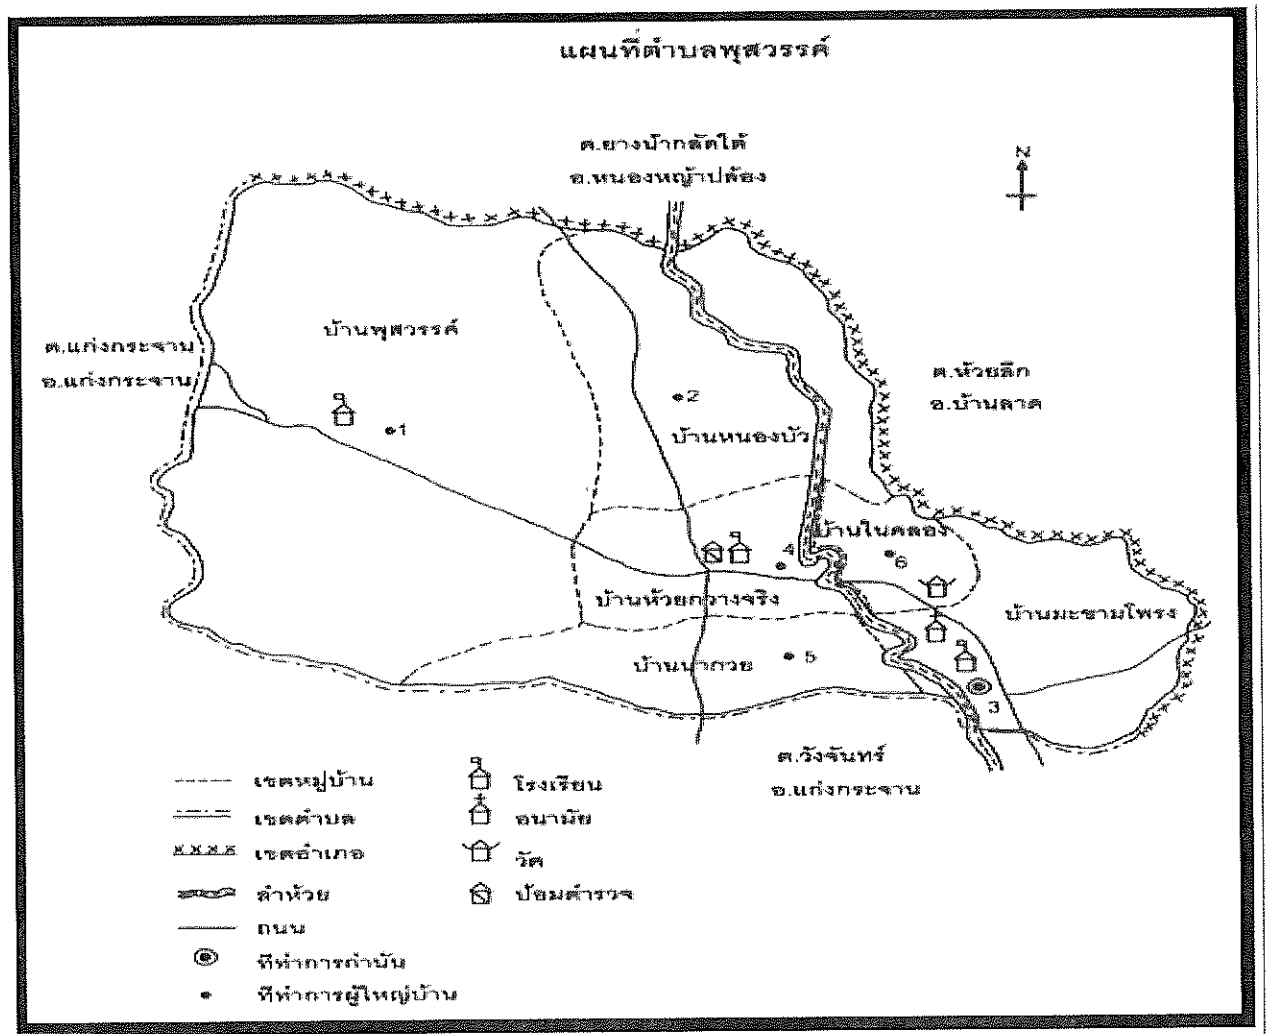 แผนที่ตำบลพุสวรรค์
ต.ยางน้ำกลัดใต้
อ.หนองหญ้าปล้อง
N
บ้านพุสวรรค์
ต.แก่งกระจาน
อ.แก่งกระจาน
ต.ห้วยลึก
อ.บ้านลาด
2
1
บ้านหนองบัว
บ้านในคลอง
4
6
บ้านห้วยกวางจริง
บ้านมะขามโพรง
บ้านนากวย
5
3
ต.วังจันทร์
อ.แก่งกระจาน
เขตหมู่บ้าน
เขตตำบล
เขตอำเภอ
ลำห้วย
ถนน
ที่ทำการกำนัน
ที่ทำการผู้ใหญ่บ้าน
โรงเรียน
อนามัย
วัด
ป้อมตำรวจ